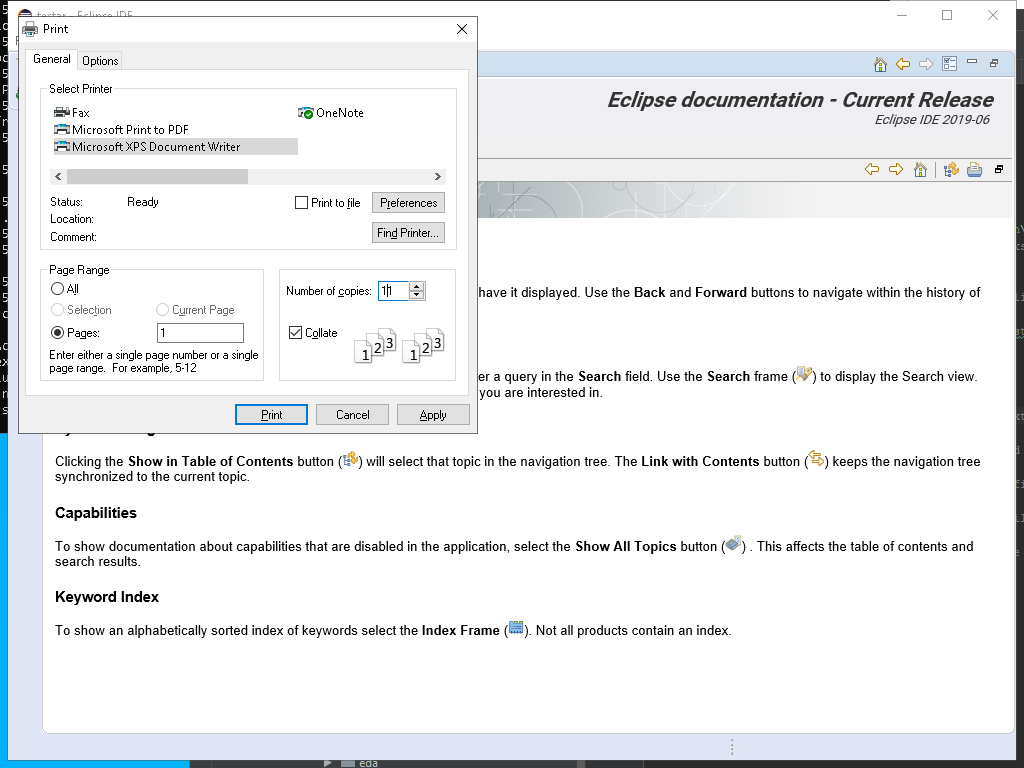 testar - Eclipse IDE
Print
General
Options
Select Printer
Fax
OneNote
Microsoft Print to PDF
Microsoft XPS Document Writer
Status: Ready
Location:
Comment:
Print to file
Preferences
Find Printer...
Page Range
All
Selection
Current Page
Pages: 1
Enter either a single page number or a single
page range. For example, 5-12
Number of copies: 11
Collate
1 2 3 1 2 3
Print
Cancel
Apply
Eclipse documentation - Current Release
Eclipse IDE 2019-06
have it displayed. Use the Back and Forward buttons to navigate within the history of
er a query in the Search field. Use the Search frame ( ) to display the Search view.
you are interested in.
Clicking the Show in Table of Contents button ( ) will select that topic in the navigation tree. The Link with Contents button ( ) keeps the navigation tree
synchronized to the current topic.
Capabilities
To show documentation about capabilities that are disabled in the application, select the Show All Topics button ( ) . This affects the table of contents and
search results.
Keyword Index
To show an alphabetically sorted index of keywords select the Index Frame ( ). Not all products contain an index.
eda